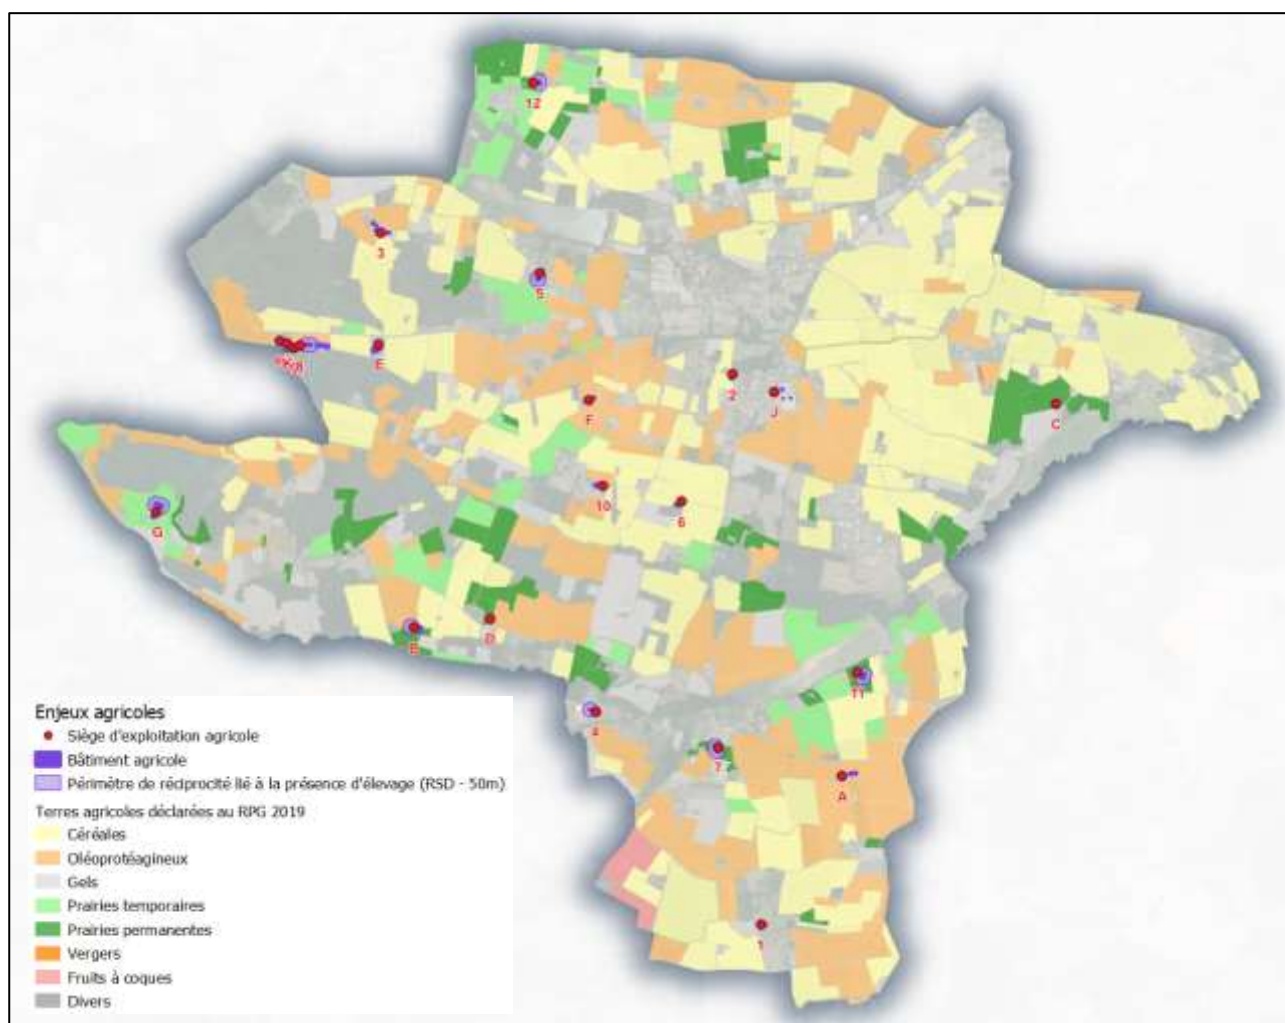 12
3
5
E
2
J
F
C
10
6
G
B
D
11
4
7
A
1
Enjeux agricoles
Siège d'exploitation agricole
Bâtiment agricole
Périmètre de réciprocité lié à la présence d'élevage (RSD - 50m)
Terres agricoles déclarées au RPG 2019
Céréales
Oléoprotéagineux
Gels
Prairies temporaires
Prairies permanentes
Vergers
Fruits à coques
Divers